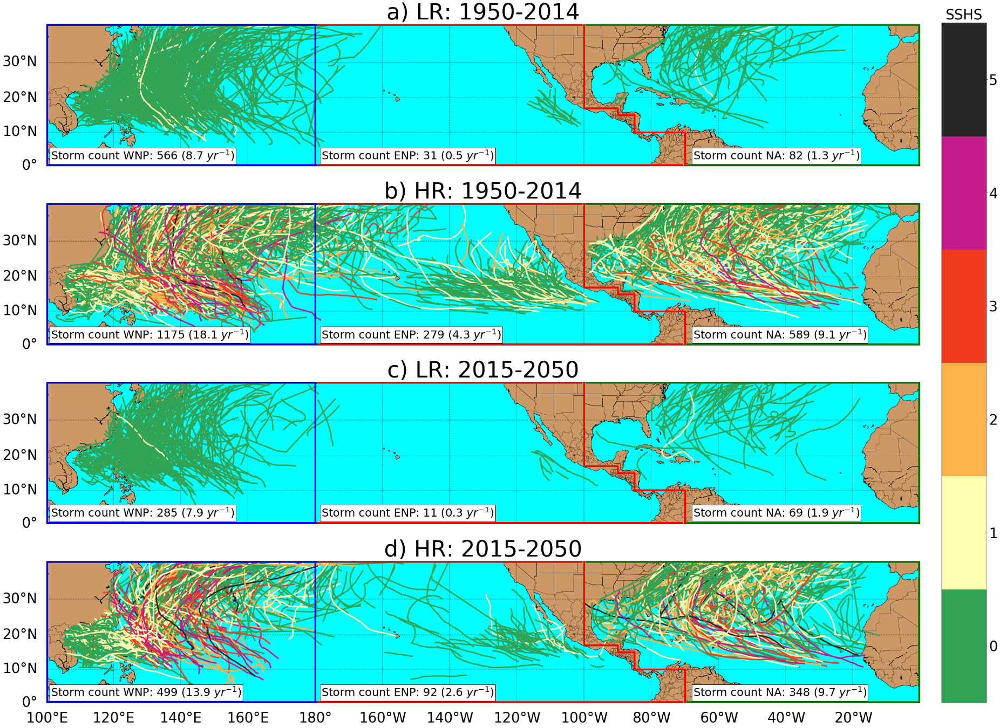 a) LR: 1950-2014
SSHS
30°N
20°N
10°N
0°
Storm count WNP: 566 (8.7 yr⁻¹)
Storm count ENP: 31 (0.5 yr⁻¹)
Storm count NA: 82 (1.3 yr⁻¹)
b) HR: 1950-2014
30°N
20°N
10°N
0°
Storm count WNP: 1175 (18.1 yr⁻¹)
Storm count ENP: 279 (4.3 yr⁻¹)
Storm count NA: 589 (9.1 yr⁻¹)
c) LR: 2015-2050
30°N
20°N
10°N
0°
Storm count WNP: 285 (7.9 yr⁻¹)
Storm count ENP: 11 (0.3 yr⁻¹)
Storm count NA: 69 (1.9 yr⁻¹)
d) HR: 2015-2050
30°N
20°N
10°N
0°
Storm count WNP: 499 (13.9 yr⁻¹)
Storm count ENP: 92 (2.6 yr⁻¹)
Storm count NA: 348 (9.7 yr⁻¹)
100°E 120°E 140°E 160°E 180° 160°W 140°W 120°W 100°W 80°W 60°W 40°W 20°W
5
4
3
2
1
0